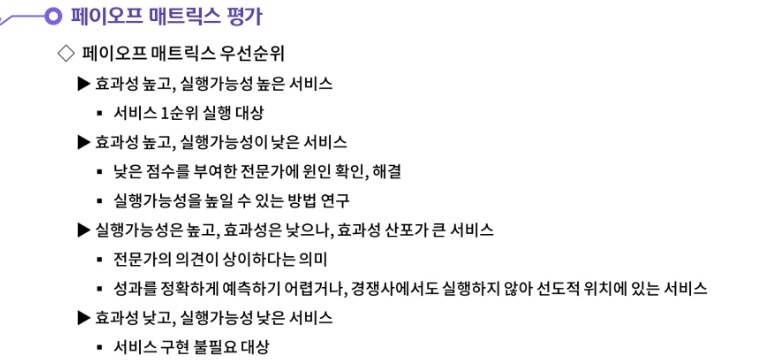 페이오프 매트릭스 평가
◇ 페이오프 매트릭스 우선순위
▶ 효과성 높고, 실행가능성 높은 서비스
▪ 서비스 1순위 실행 대상
▶ 효과성 높고, 실행가능성이 낮은 서비스
▪ 낮은 점수를 부여한 전문가에 원인 확인, 해결
▪ 실행가능성을 높일 수 있는 방법 연구
▶ 실행가능성은 높고, 효과성은 낮으나, 효과성 산포가 큰 서비스
▪ 전문가의 의견이 상이하다는 의미
▪ 성과를 정확하게 예측하기 어렵거나, 경쟁사에서도 실행하지 않아 선도적 위치에 있는 서비스
▶ 효과성 낮고, 실행가능성 낮은 서비스
▪ 서비스 구현 불필요 대상